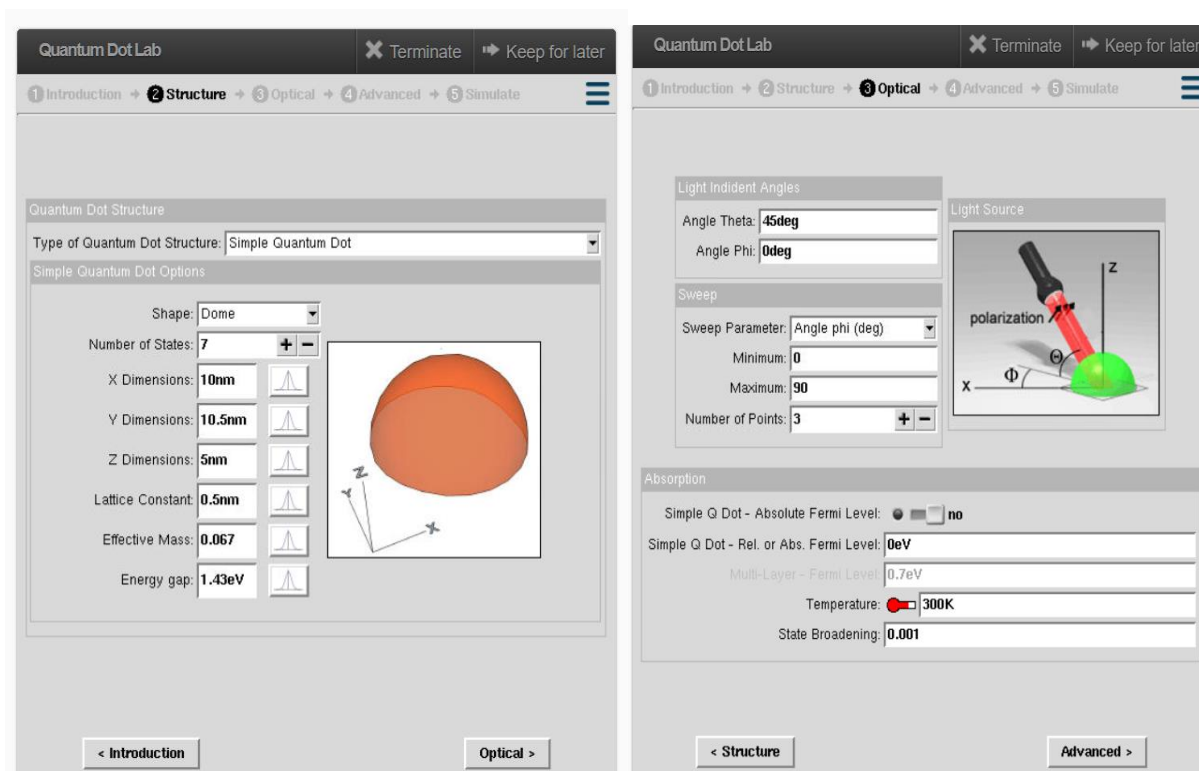 Quantum Dot Lab
Terminate
Keep for later
1 Introduction → 2 Structure → 3 Optical → 4 Advanced → 5 Simulate
Quantum Dot Structure
Type of Quantum Dot Structure: Simple Quantum Dot
Simple Quantum Dot Options
Shape: Dome
Number of States: 7 + −
X Dimensions: 10nm
Y Dimensions: 10.5nm
Z Dimensions: 5nm
Lattice Constant: 0.5nm
Effective Mass: 0.067
Energy gap: 1.43eV
Z
Y
X
< Introduction
Optical >
Quantum Dot Lab
Terminate
Keep for later
1 Introduction → 2 Structure → 3 Optical → 4 Advanced → 5 Simulate
Light Indident Angles
Angle Theta: 45deg
Angle Phi: 0deg
Sweep
Sweep Parameter: Angle phi (deg)
Minimum: 0
Maximum: 90
Number of Points: 3 + −
Light Source
z
polarization
Θ
Φ
x
Absorption
Simple Q Dot - Absolute Fermi Level: no
Simple Q Dot - Rel. or Abs. Fermi Level: 0eV
Multi-Layer - Fermi Level: 0.7eV
Temperature: 300K
State Broadening: 0.001
< Structure
Advanced >